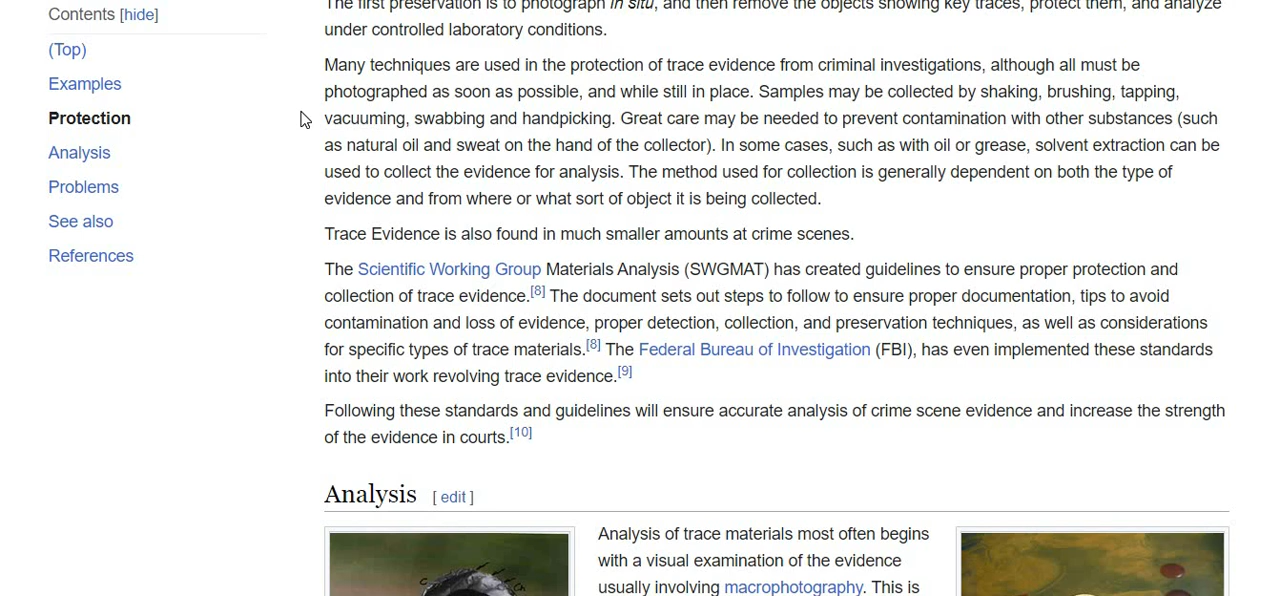 Contents [hide]
(Top)
Examples
Protection
Analysis
Problems
See also
References
The first preservation is to photograph in situ, and then remove the objects showing key traces, protect them, and analyze
under controlled laboratory conditions.
Many techniques are used in the protection of trace evidence from criminal investigations, although all must be
photographed as soon as possible, and while still in place. Samples may be collected by shaking, brushing, tapping,
vacuuming, swabbing and handpicking. Great care may be needed to prevent contamination with other substances (such
as natural oil and sweat on the hand of the collector). In some cases, such as with oil or grease, solvent extraction can be
used to collect the evidence for analysis. The method used for collection is generally dependent on both the type of
evidence and from where or what sort of object it is being collected.
Trace Evidence is also found in much smaller amounts at crime scenes.
The Scientific Working Group Materials Analysis (SWGMAT) has created guidelines to ensure proper protection and
collection of trace evidence.[8] The document sets out steps to follow to ensure proper documentation, tips to avoid
contamination and loss of evidence, proper detection, collection, and preservation techniques, as well as considerations
for specific types of trace materials.[8] The Federal Bureau of Investigation (FBI), has even implemented these standards
into their work revolving trace evidence.[9]
Following these standards and guidelines will ensure accurate analysis of crime scene evidence and increase the strength
of the evidence in courts.[10]
Analysis [ edit ]
Analysis of trace materials most often begins
with a visual examination of the evidence
usually involving macrophotography. This is